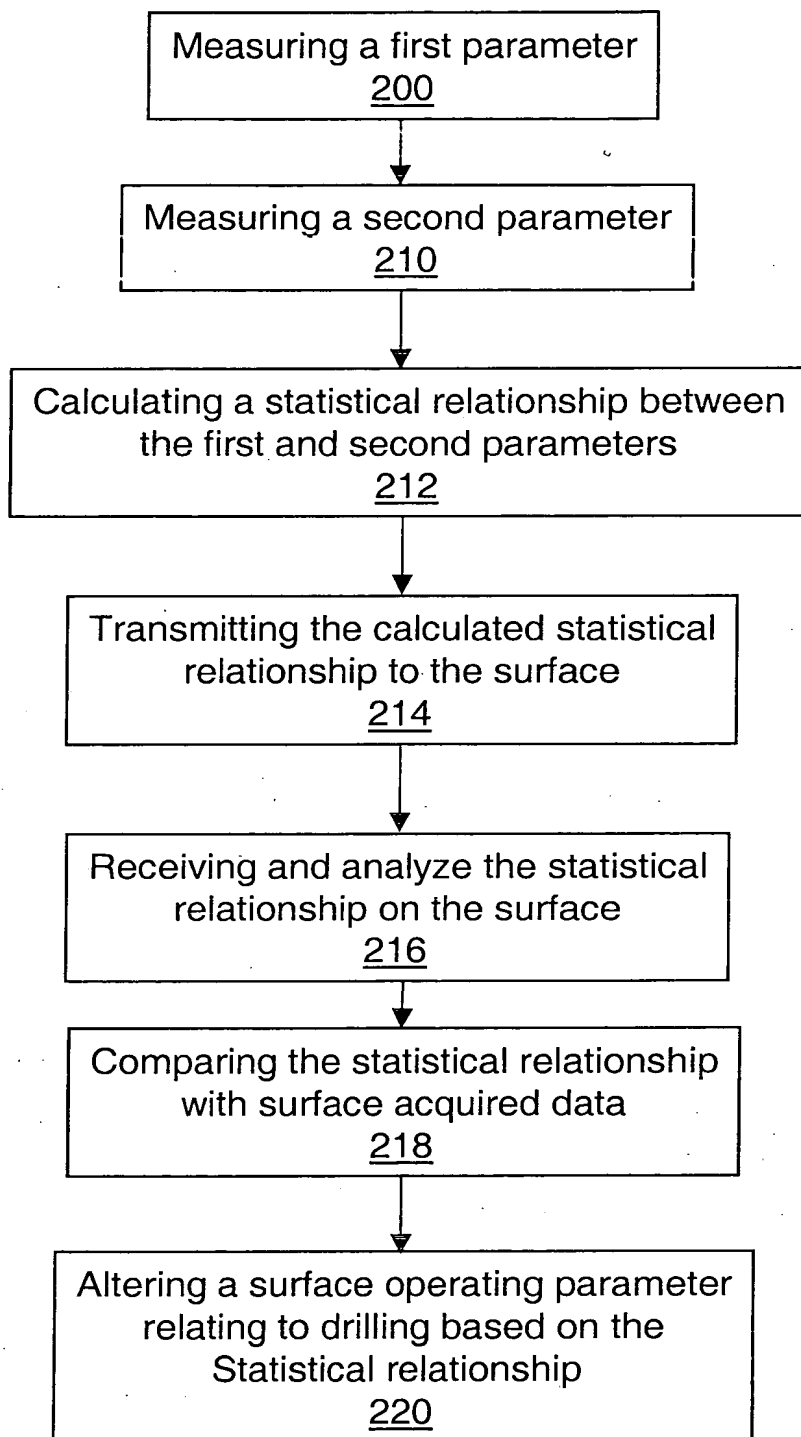 Measuring a first parameter
200
Measuring a second parameter
210
Calculating a statistical relationship between
the first and second parameters
212
Transmitting the calculated statistical
relationship to the surface
214
Receiving and analyze the statistical
relationship on the surface
216
Comparing the statistical relationship
with surface acquired data
218
Altering a surface operating parameter
relating to drilling based on the
Statistical relationship
220